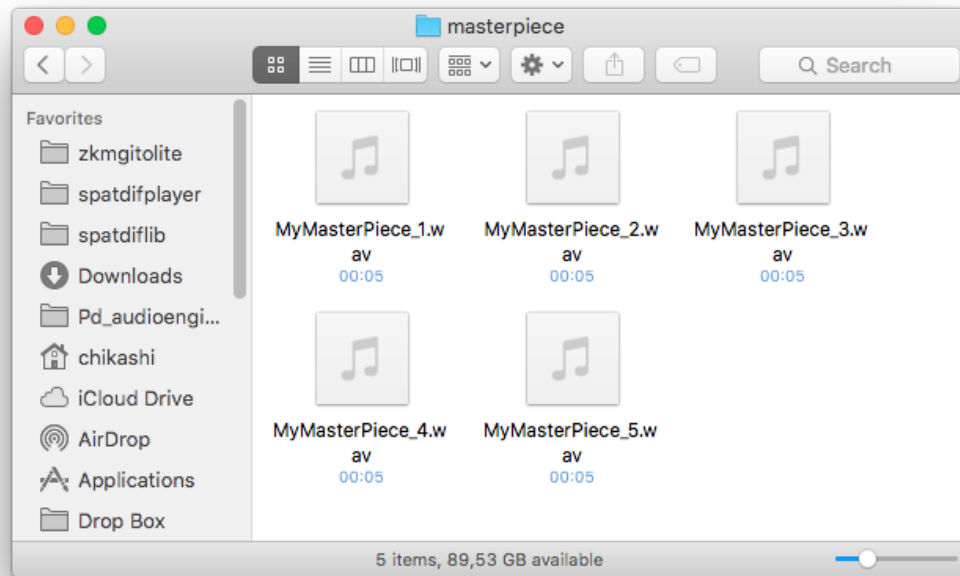 masterpiece
Search
Favorites
zkmgitolite
spatdifplayer
spatdiflib
Downloads
Pd_audioengi...
chikashi
iCloud Drive
AirDrop
Applications
Drop Box
MyMasterPiece_1.w
av
00:05
MyMasterPiece_2.w
av
00:05
MyMasterPiece_3.w
av
00:05
MyMasterPiece_4.w
av
00:05
MyMasterPiece_5.w
av
00:05
5 items, 89,53 GB available